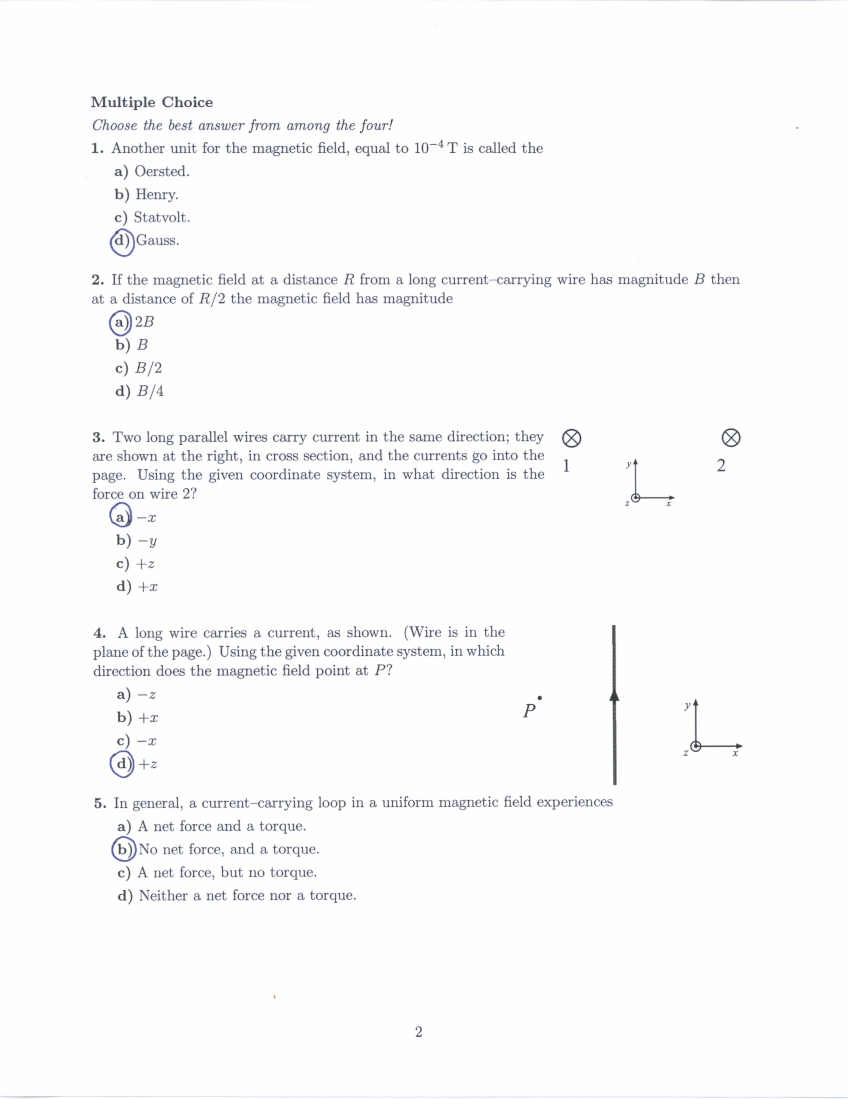 Multiple Choice
Choose the best answer from among the four!
1. Another unit for the magnetic field, equal to 10⁻⁴ T is called the
a) Oersted.
b) Henry.
c) Statvolt.
d) Gauss.
2. If the magnetic field at a distance R from a long current–carrying wire has magnitude B then
at a distance of R/2 the magnetic field has magnitude
a) 2B
b) B
c) B/2
d) B/4
3. Two long parallel wires carry current in the same direction; they
are shown at the right, in cross section, and the currents go into the
page. Using the given coordinate system, in what direction is the
force on wire 2?
1
2
y
z
x
a) −x
b) −y
c) +z
d) +x
4. A long wire carries a current, as shown. (Wire is in the
plane of the page.) Using the given coordinate system, in which
direction does the magnetic field point at P?
P
y
z
x
a) −z
b) +x
c) −x
d) +z
5. In general, a current–carrying loop in a uniform magnetic field experiences
a) A net force and a torque.
b) No net force, and a torque.
c) A net force, but no torque.
d) Neither a net force nor a torque.
2